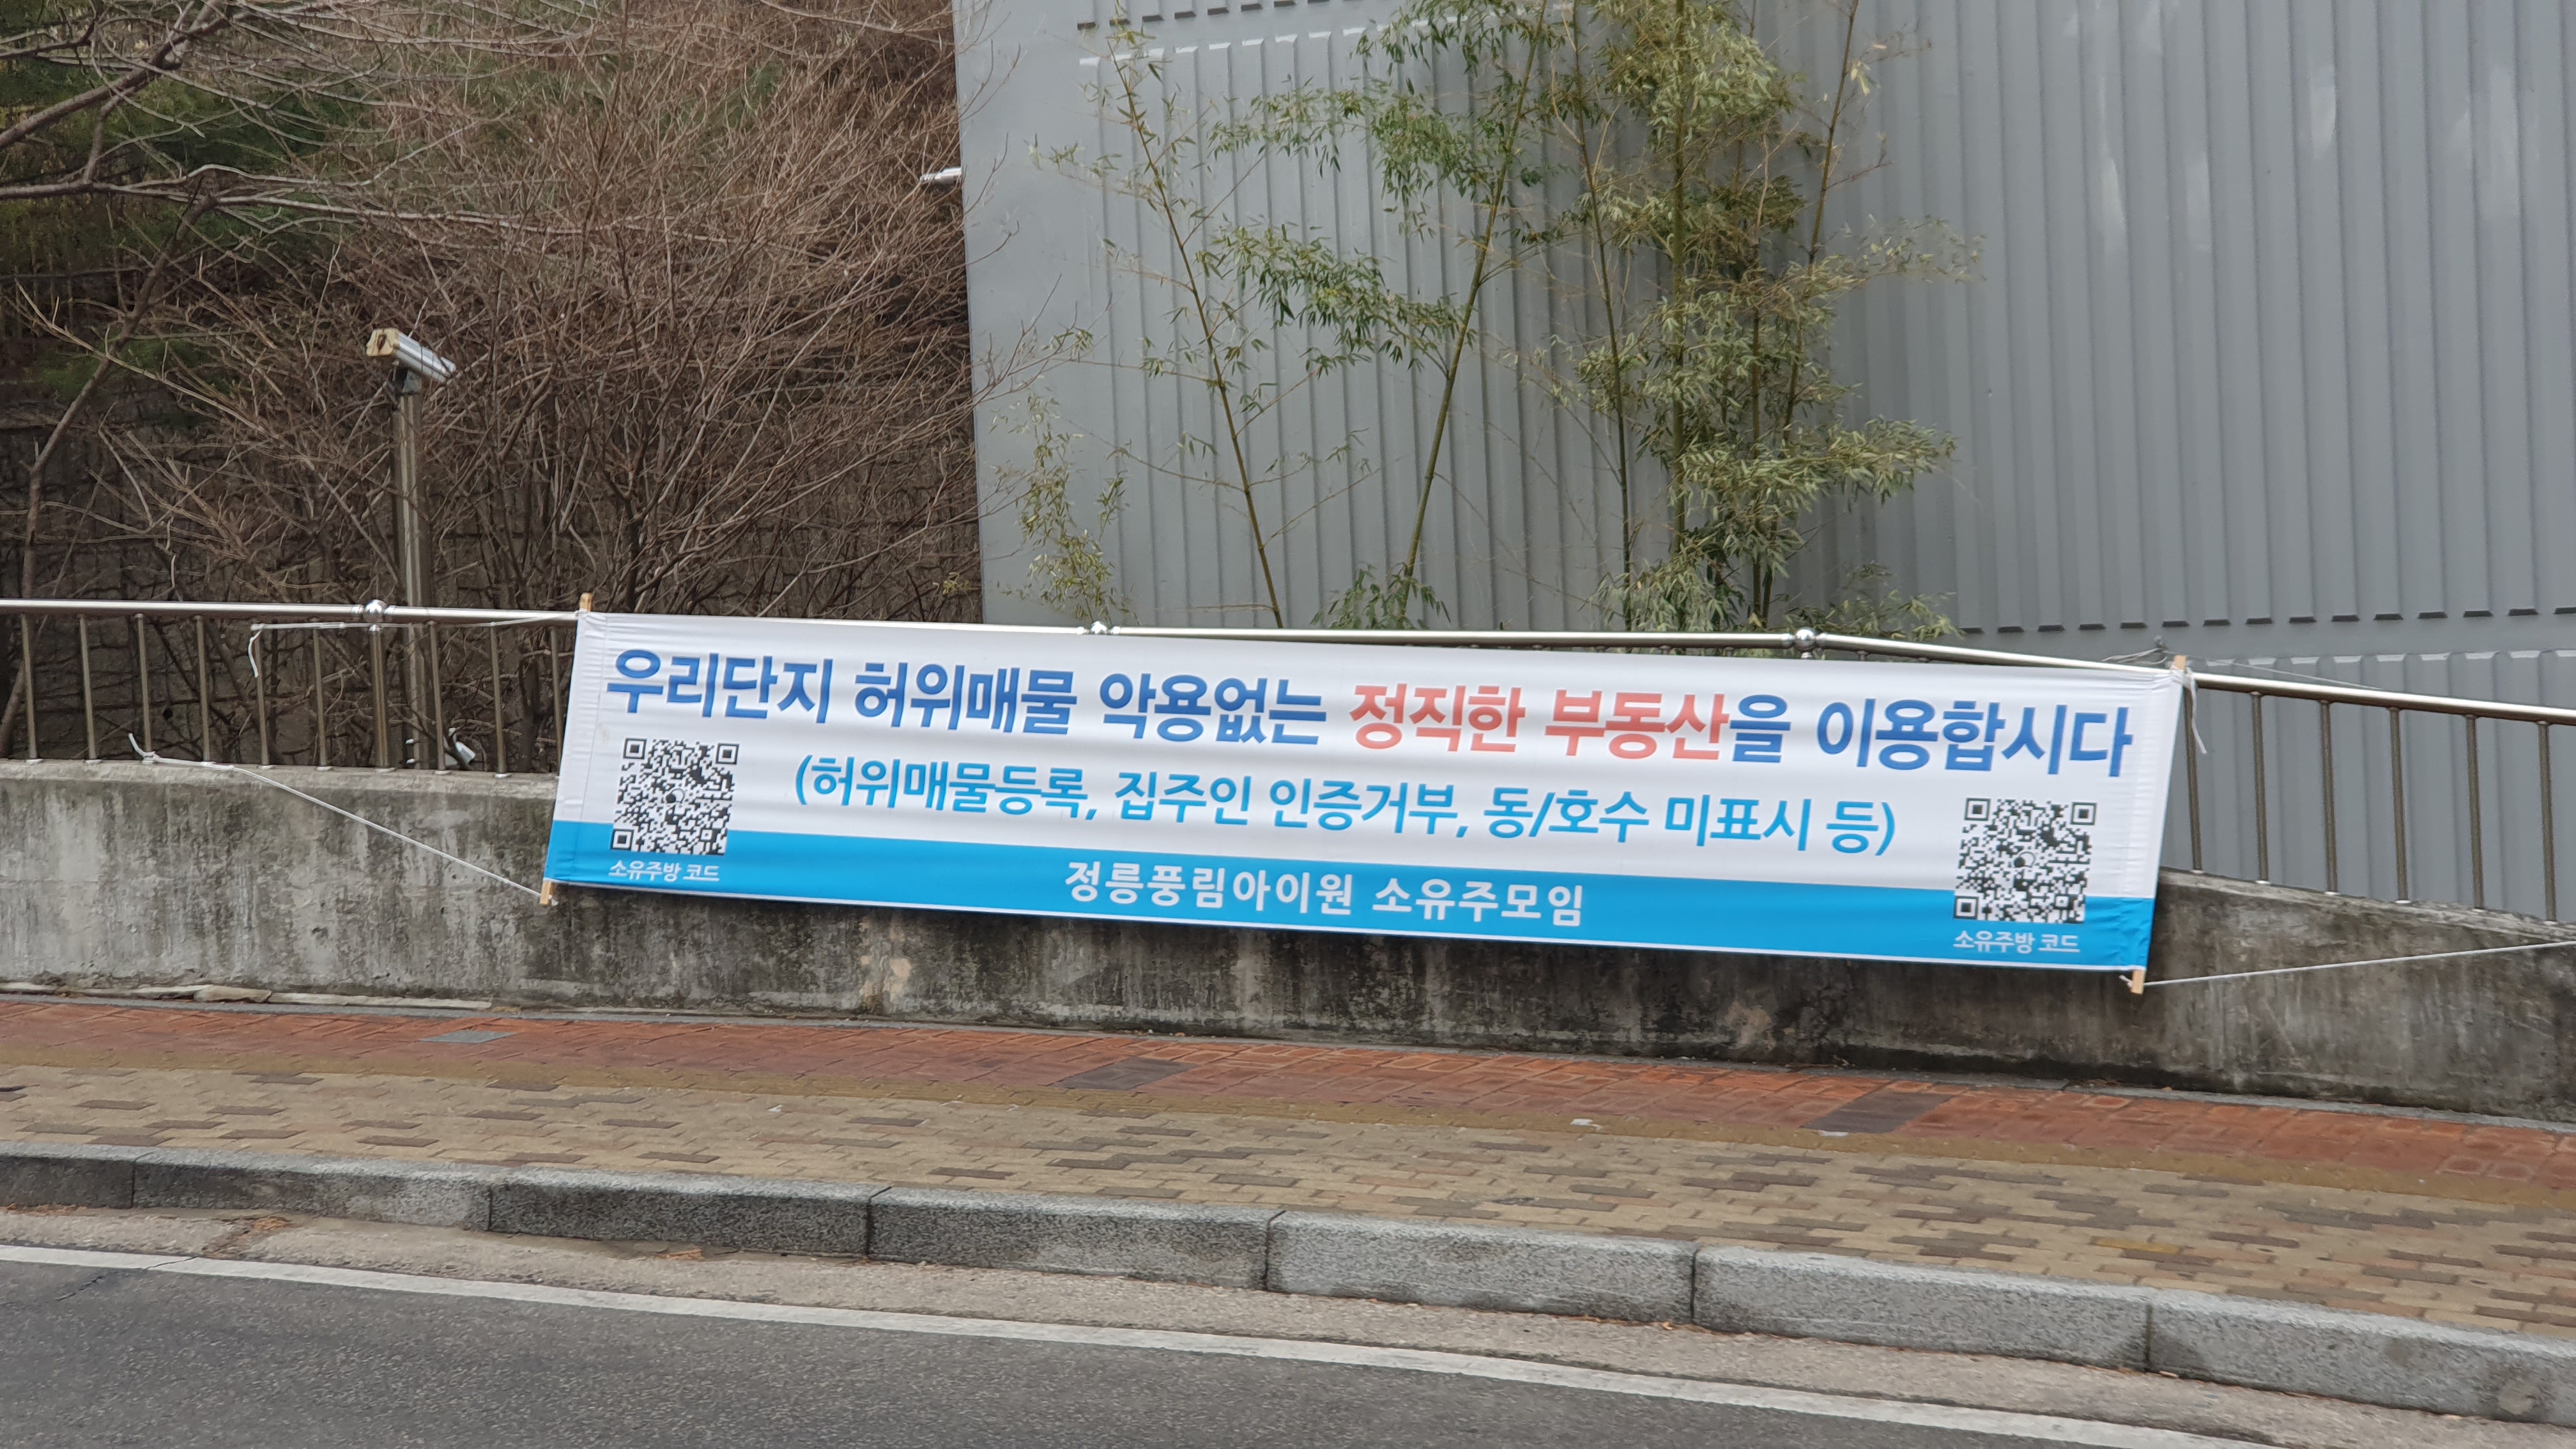 우리단지 허위매물 악용없는 정직한 부동산을 이용합시다
(허위매물등록, 집주인 인증거부, 동/호수 미표시 등)
정릉풍림아이원 소유주모임
소유주방 코드
소유주방 코드